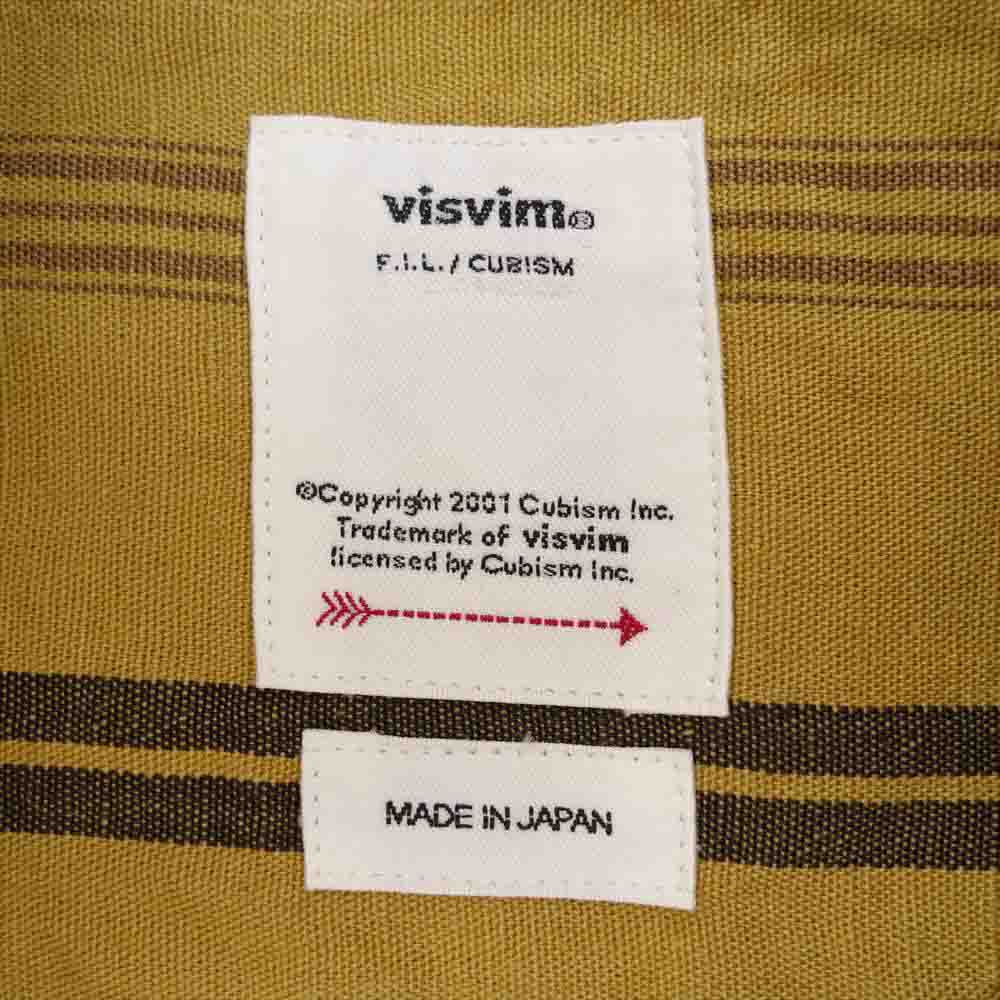 visvim®
F.I.L. / CUBISM
©Copyright 2001 Cubism Inc.
Trademark of visvim
licensed by Cubism Inc.
MADE IN JAPAN